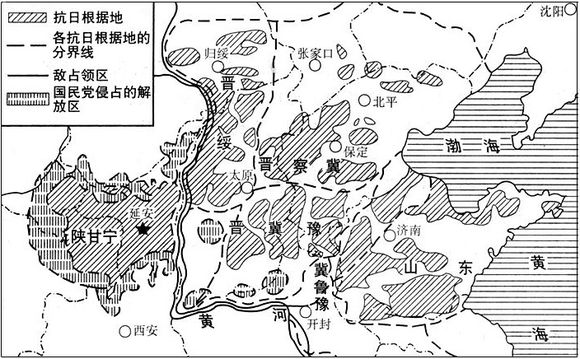 抗日根据地
各抗日根据地的
分界线
敌占领区
国民党侵占的解
放区
沈阳
归绥
张家口
晋
北平
绥
晋察冀
保定
渤海
太原
延安
陕甘宁
晋冀豫
济南
冀鲁豫
山东
黄海
西安
黄河
开封